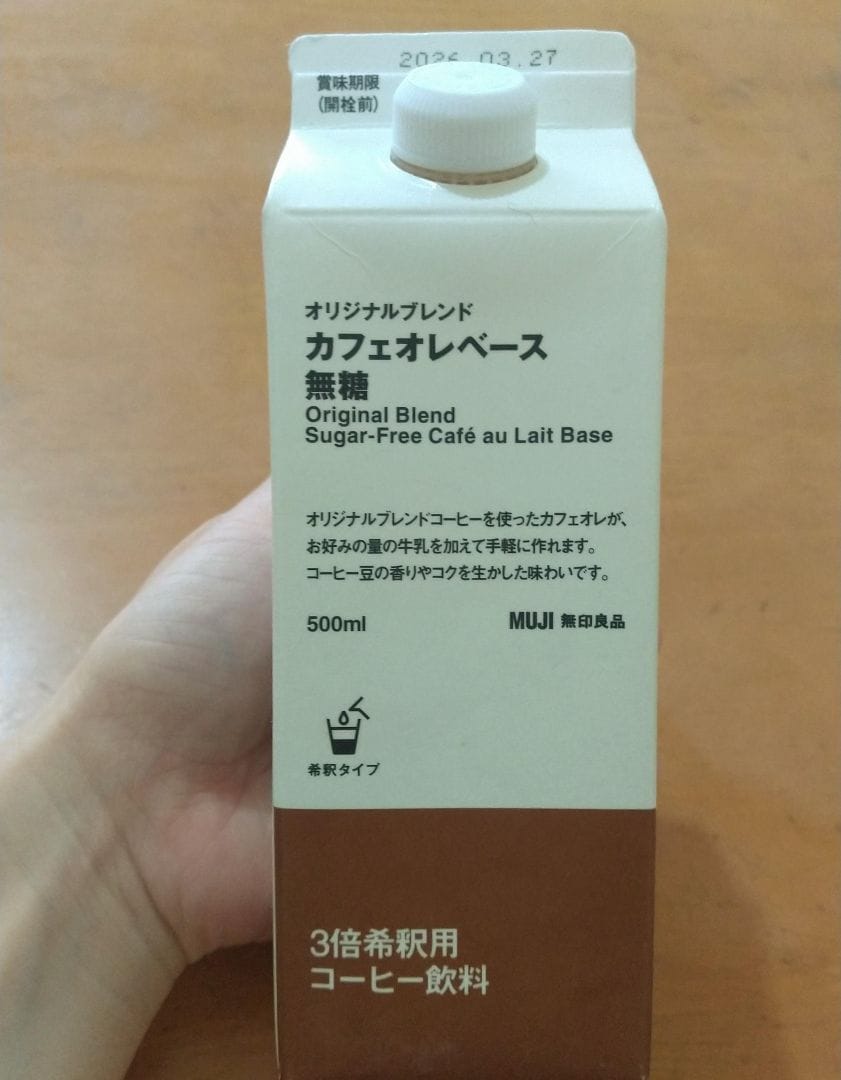 2026.03.27
賞味期限
(開栓前)
オリジナルブレンド
カフェオレベース
無糖
Original Blend
Sugar-Free Café au Lait Base
オリジナルブレンドコーヒーを使ったカフェオレが、
お好みの量の牛乳を加えて手軽に作れます。
コーヒー豆の香りやコクを生かした味わいです。
500ml
MUJI 無印良品
希釈タイプ
3倍希釈用
コーヒー飲料